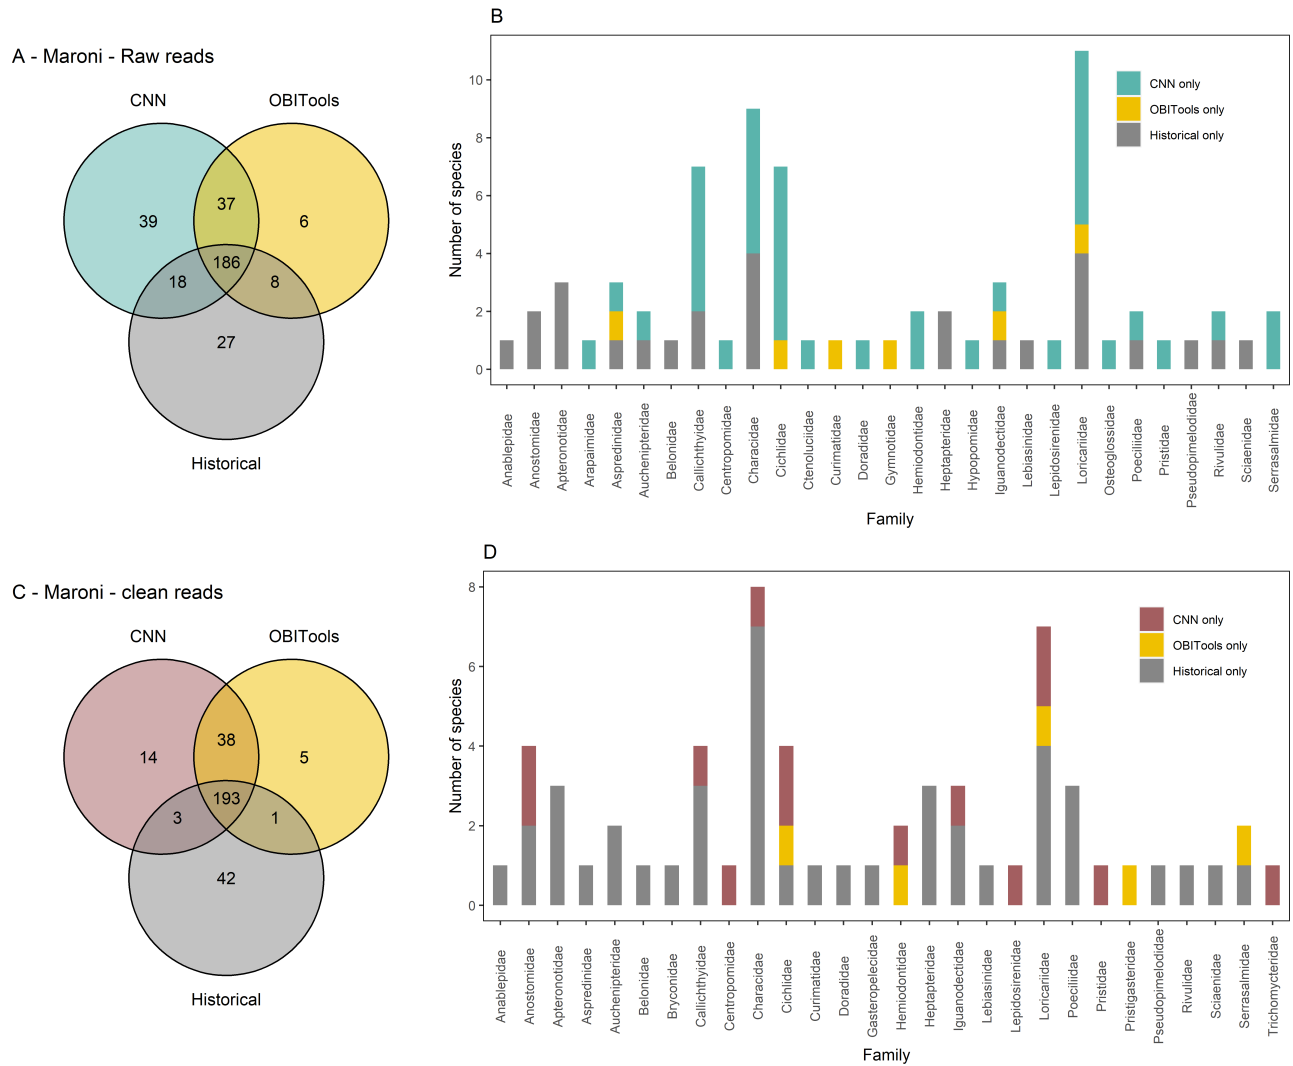 A - Maroni - Raw reads
CNN
OBITools
39
37
6
186
18
8
27
Historical
B
Number of species
10
8
6
4
2
0
CNN only
OBITools only
Historical only
Anablepidae
Anostomidae
Apteronotidae
Arapaimidae
Aspredinidae
Auchenipteridae
Belonidae
Callichthyidae
Centropomidae
Characidae
Cichlidae
Ctenoluciidae
Curimatidae
Doradidae
Gymnotidae
Hemiodontidae
Heptapteridae
Hypopomidae
Iguanodectidae
Lebiasinidae
Lepidosirenidae
Loricariidae
Osteoglossidae
Poeciliidae
Pristidae
Pseudopimelodidae
Rivulidae
Sciaenidae
Serrasalmidae
Family
C - Maroni - clean reads
CNN
OBITools
14
38
5
193
3
1
42
Historical
D
Number of species
8
6
4
2
0
CNN only
OBITools only
Historical only
Anablepidae
Anostomidae
Apteronotidae
Aspredinidae
Auchenipteridae
Belonidae
Bryconidae
Callichthyidae
Centropomidae
Characidae
Cichlidae
Curimatidae
Doradidae
Gasteropelecidae
Hemiodontidae
Heptapteridae
Iguanodectidae
Lebiasinidae
Lepidosirenidae
Loricariidae
Poeciliidae
Pristidae
Pristigasteridae
Pseudopimelodidae
Rivulidae
Sciaenidae
Serrasalmidae
Trichomycteridae
Family